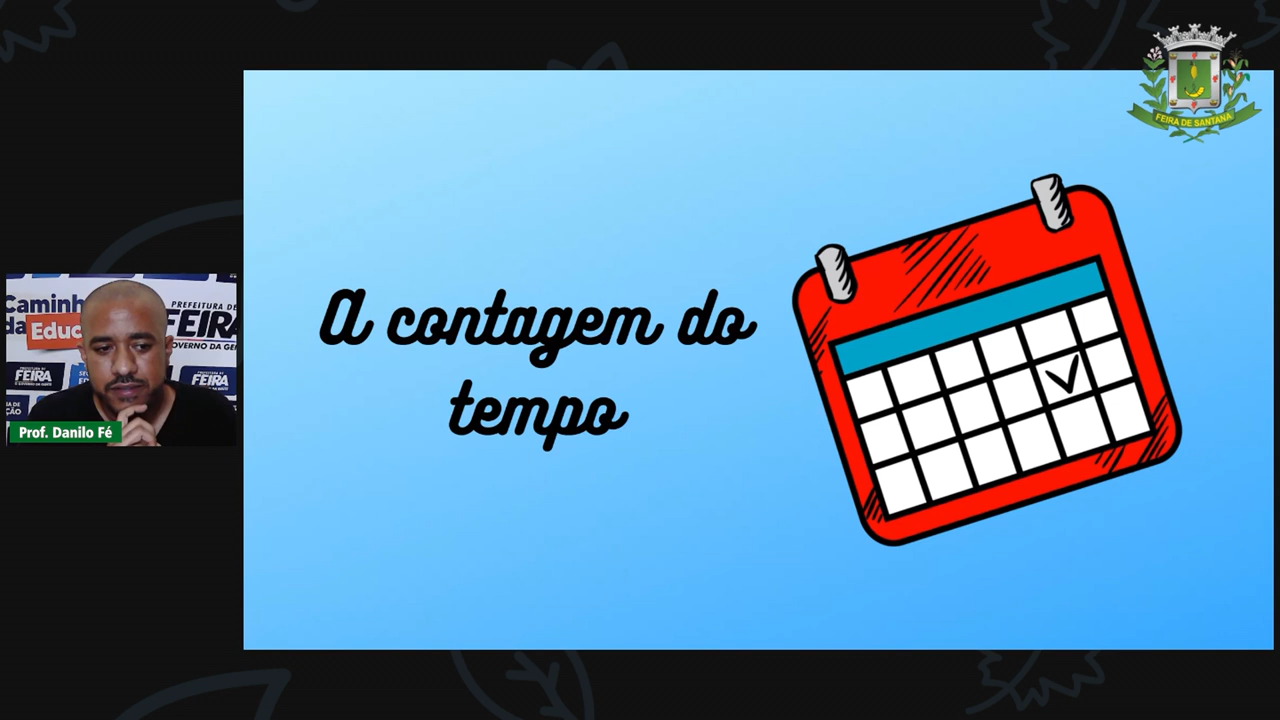 FEIRA DE SANTANA
A contagem do
tempo
Caminh
da Educ
PREFEITURA DE
FEIRA
GOVERNO DA GE
FEIRA
FEIRA
Prof. Danilo Fé